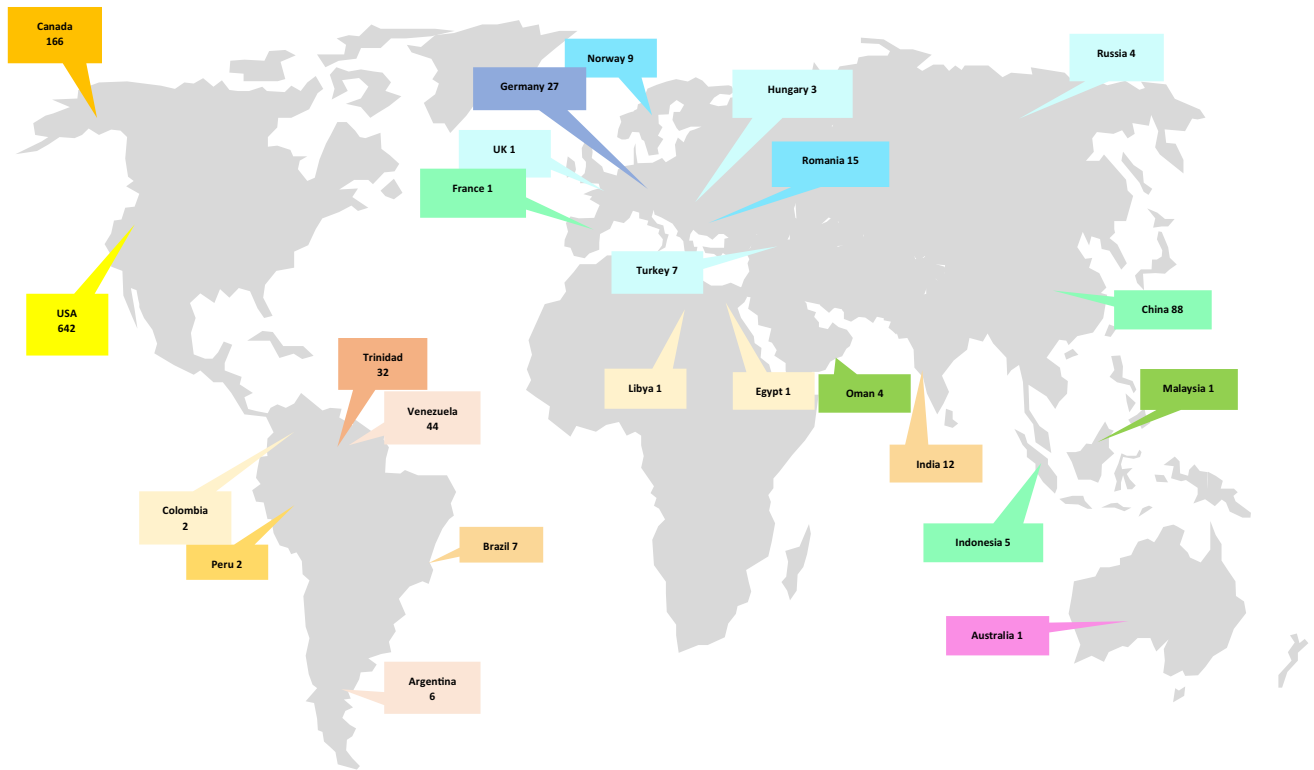 Canada
166
Norway 9
Russia 4
Germany 27
Hungary 3
UK 1
Romania 15
France 1
Turkey 7
USA
642
China 88
Trinidad
32
Libya 1
Egypt 1
Oman 4
Malaysia 1
Venezuela
44
India 12
Colombia
2
Peru 2
Brazil 7
Indonesia 5
Australia 1
Argentina
6